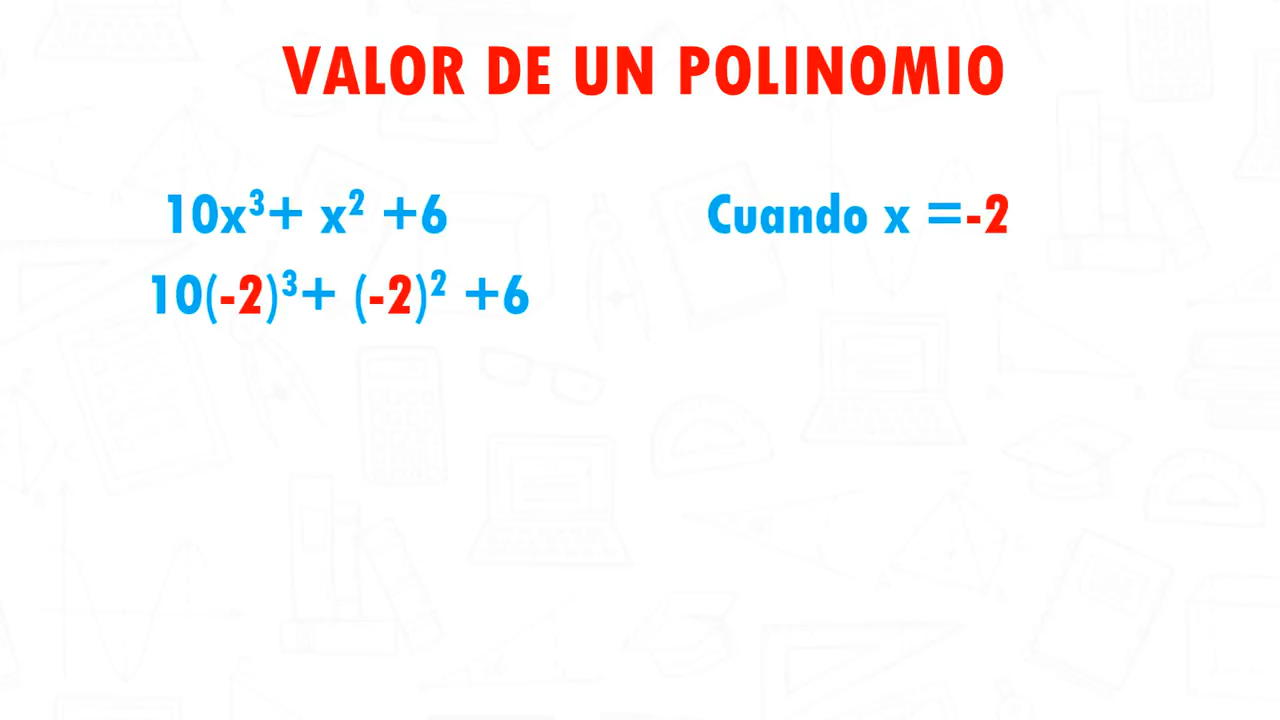 VALOR DE UN POLINOMIO
10x³+ x² +6
Cuando x =-2
10(-2)³+ (-2)² +6